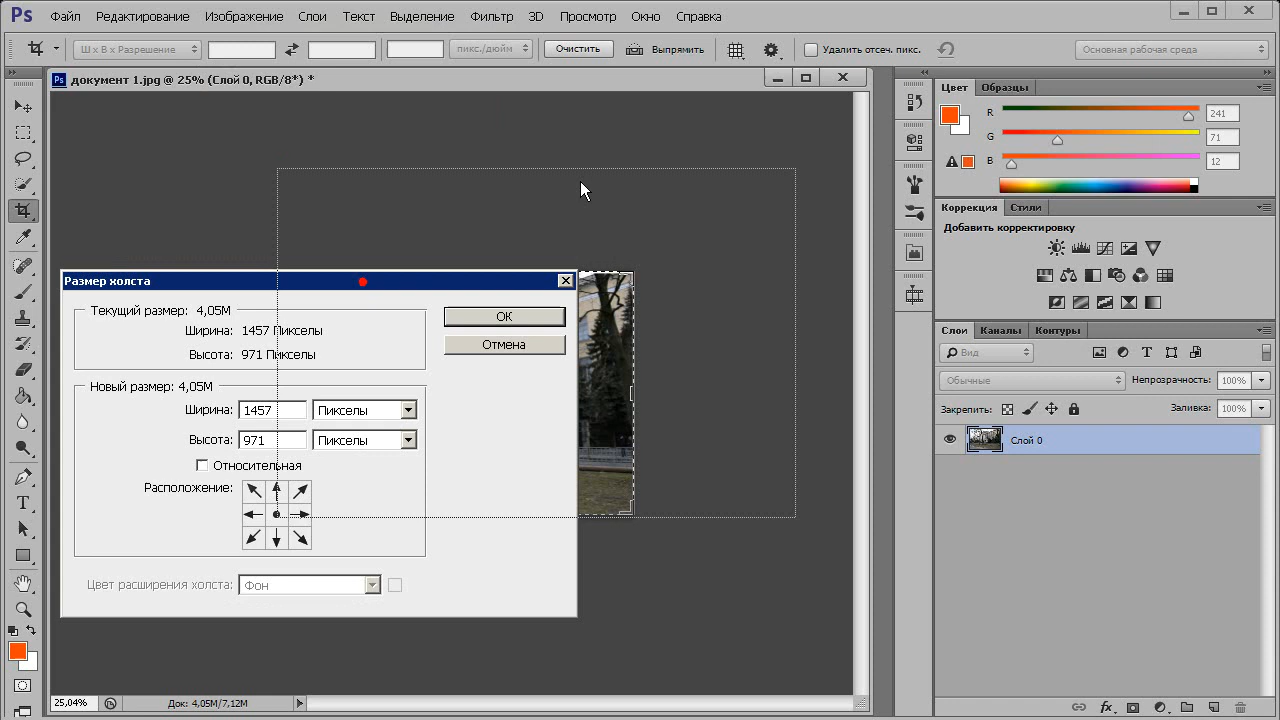 Ps Файл Редактирование Изображение Слои Текст Выделение Фильтр 3D Просмотр Окно Справка
Ш x В x Разрешение пикс./дюйм Очистить Выпрямить Удалить отсеч. пикс. Основная рабочая среда
Ps документ 1.jpg @ 25% (Слой 0, RGB/8*) *
Цвет Образцы
R 241
G 71
B 12
Коррекция Стили
Добавить корректировку
Слои Каналы Контуры
Вид
Обычные Непрозрачность: 100%
Закрепить: Заливка: 100%
Слой 0
Размер холста
Текущий размер: 4,05M
Ширина: 1457 Пикселы
Высота: 971 Пикселы
OK
Отмена
Новый размер: 4,05M
Ширина: 1457 Пикселы
Высота: 971 Пикселы
Относительная
Расположение:
Цвет расширения холста: Фон
25,04% Док: 4,05M/7,12M
fx